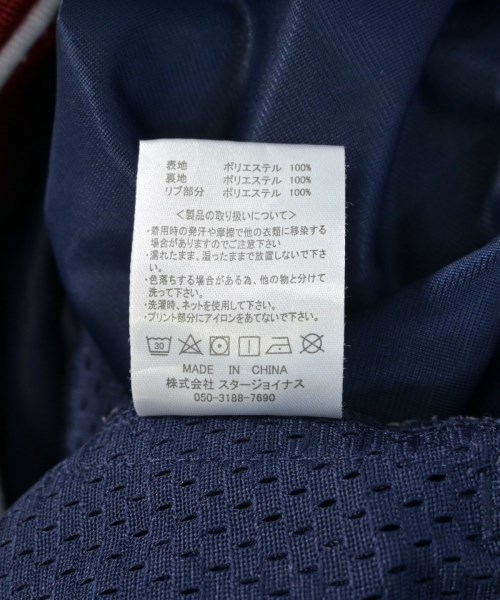 表地 ポリエステル 100%
裏地 ポリエステル 100%
リブ部分 ポリエステル 100%
<製品の取り扱いについて>
・着用時の発汗や摩擦で他の衣類に移染する
場合がありますのでご注意下さい
・濡れたまま、湿ったままで放置しないで下さ
い。
・色落ちする場合がある為、他の物と分けて
洗って下さい。
・洗濯時、ネットを使用して下さい。
・プリント部分にアイロンをあてないで下さい。
30
MADE IN CHINA
株式会社 スタージョイナス
050-3188-7690